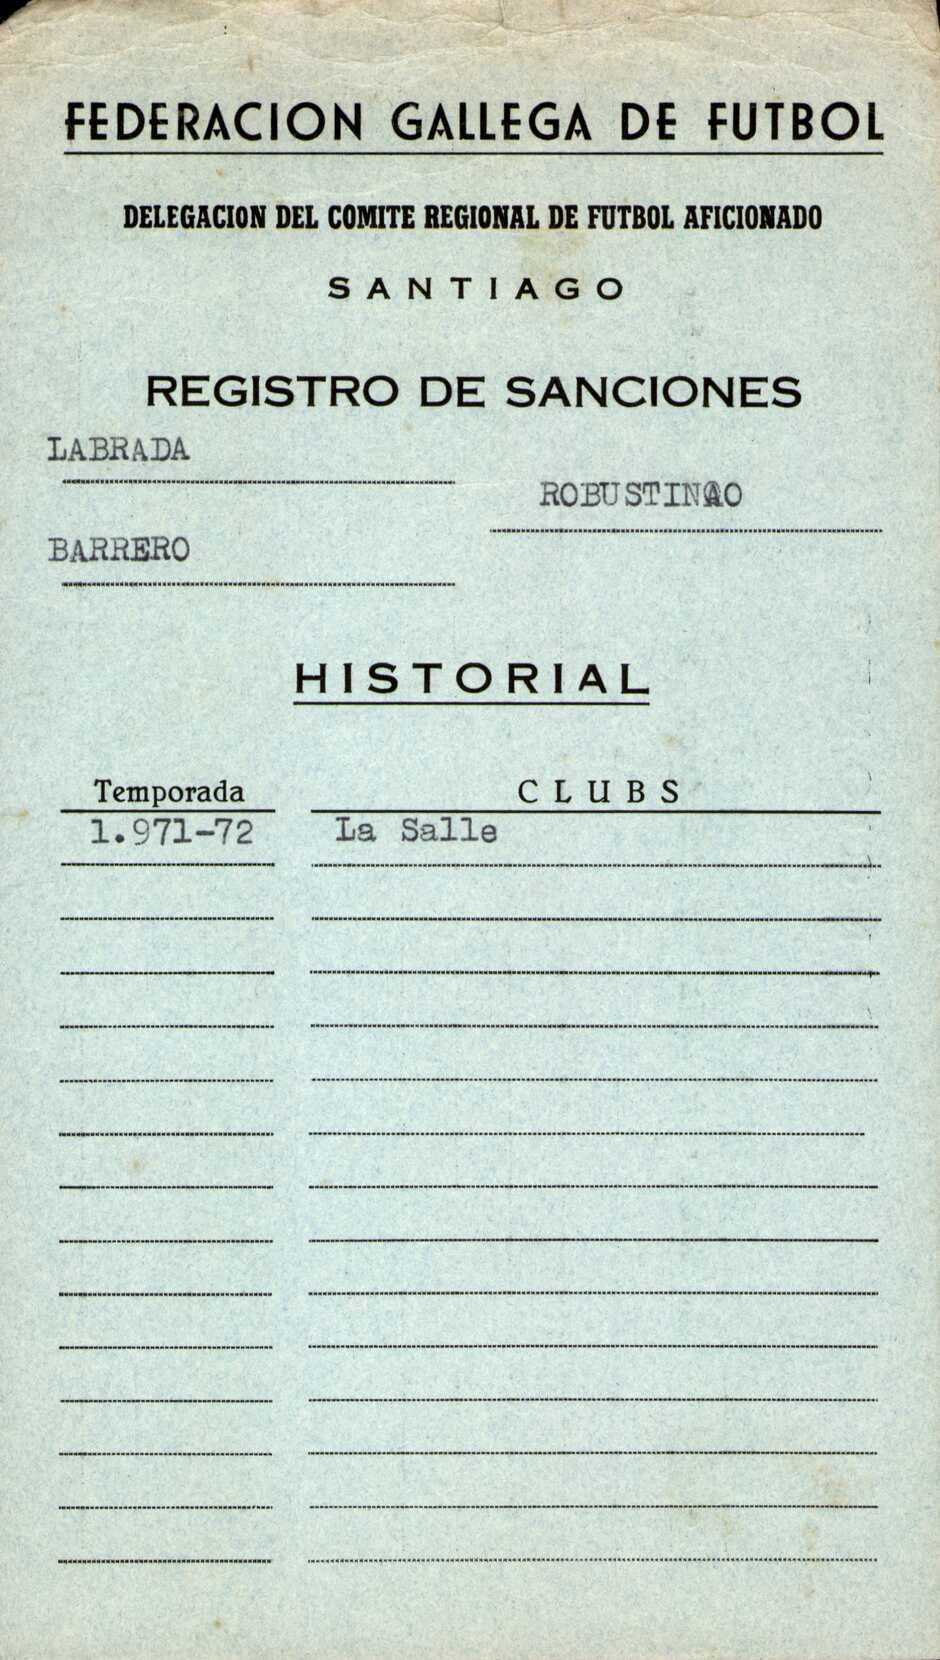 FEDERACION GALLEGA DE FUTBOL
DELEGACION DEL COMITE REGIONAL DE FUTBOL AFICIONADO
SANTIAGO
REGISTRO DE SANCIONES
LABRADA
ROBUSTINO
BARRERO
HISTORIAL
Temporada CLUBS
1.971-72 La Salle